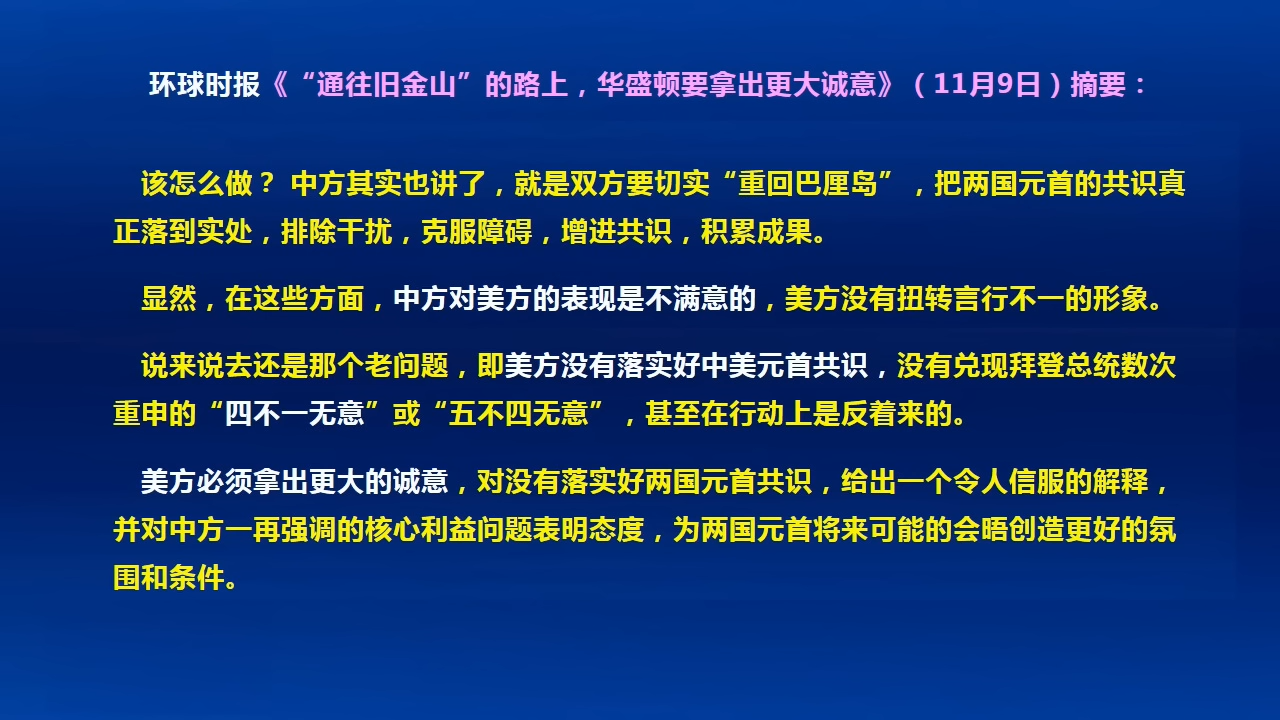 环球时报《“通往旧金山”的路上，华盛顿要拿出更大诚意》（11月9日）摘要：
该怎么做？ 中方其实也讲了，就是双方要切实“重回巴厘岛”，把两国元首的共识真
正落到实处，排除干扰，克服障碍，增进共识，积累成果。
显然，在这些方面，中方对美方的表现是不满意的，美方没有扭转言行不一的形象。
说来说去还是那个老问题，即美方没有落实好中美元首共识，没有兑现拜登总统数次
重申的“四不一无意”或“五不四无意”，甚至在行动上是反着来的。
美方必须拿出更大的诚意，对没有落实好两国元首共识，给出一个令人信服的解释，
并对中方一再强调的核心利益问题表明态度，为两国元首将来可能的会晤创造更好的氛
围和条件。